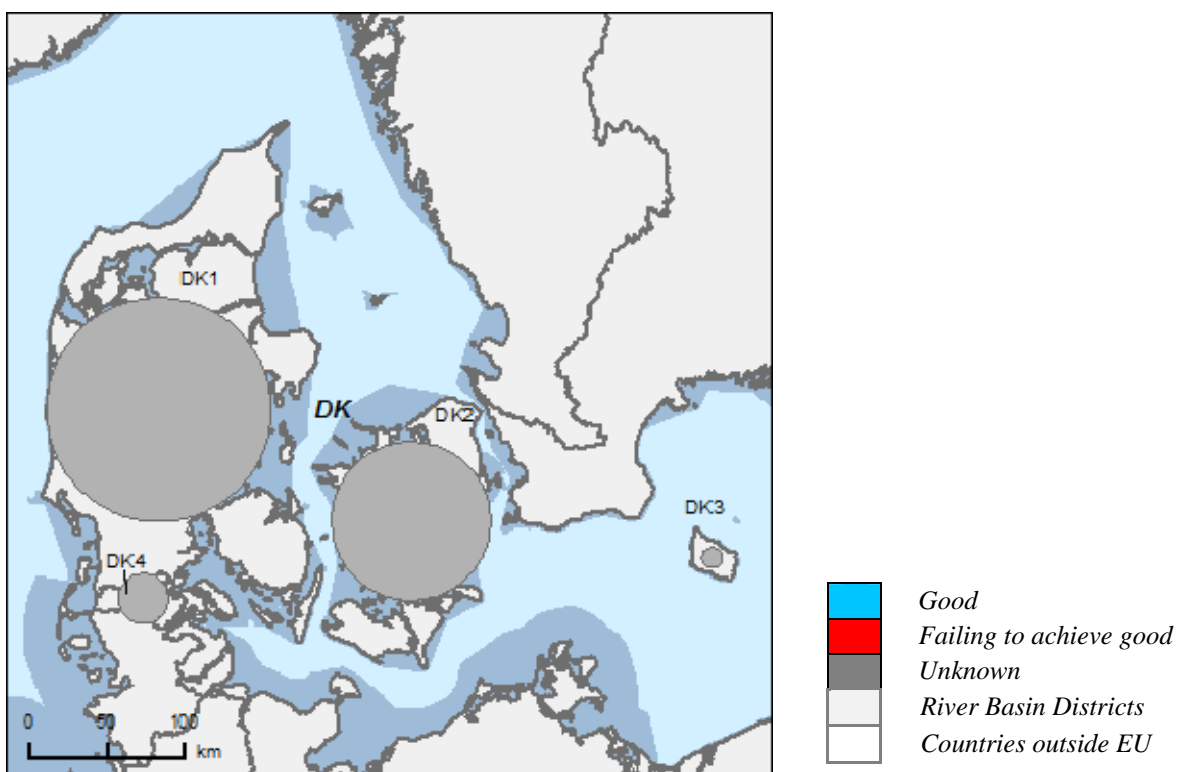 DK1
DK
DK2
DK3
DK4
0 50 100
km
Good
Failing to achieve good
Unknown
River Basin Districts
Countries outside EU